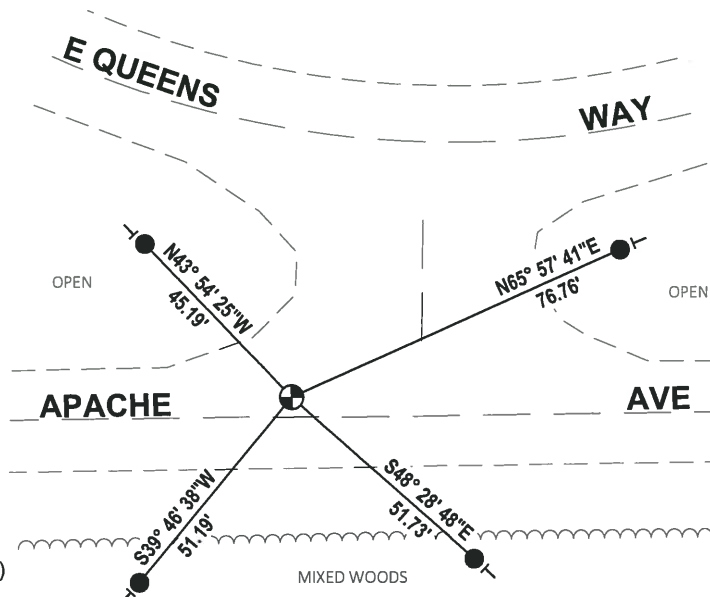 E QUEENS
WAY
N43° 54' 25"W
45.19'
N65° 57' 41"E
76.76'
OPEN
OPEN
APACHE
AVE
S39° 46' 38"W
51.19'
S48° 28' 48"E
51.73'
)
MIXED WOODS